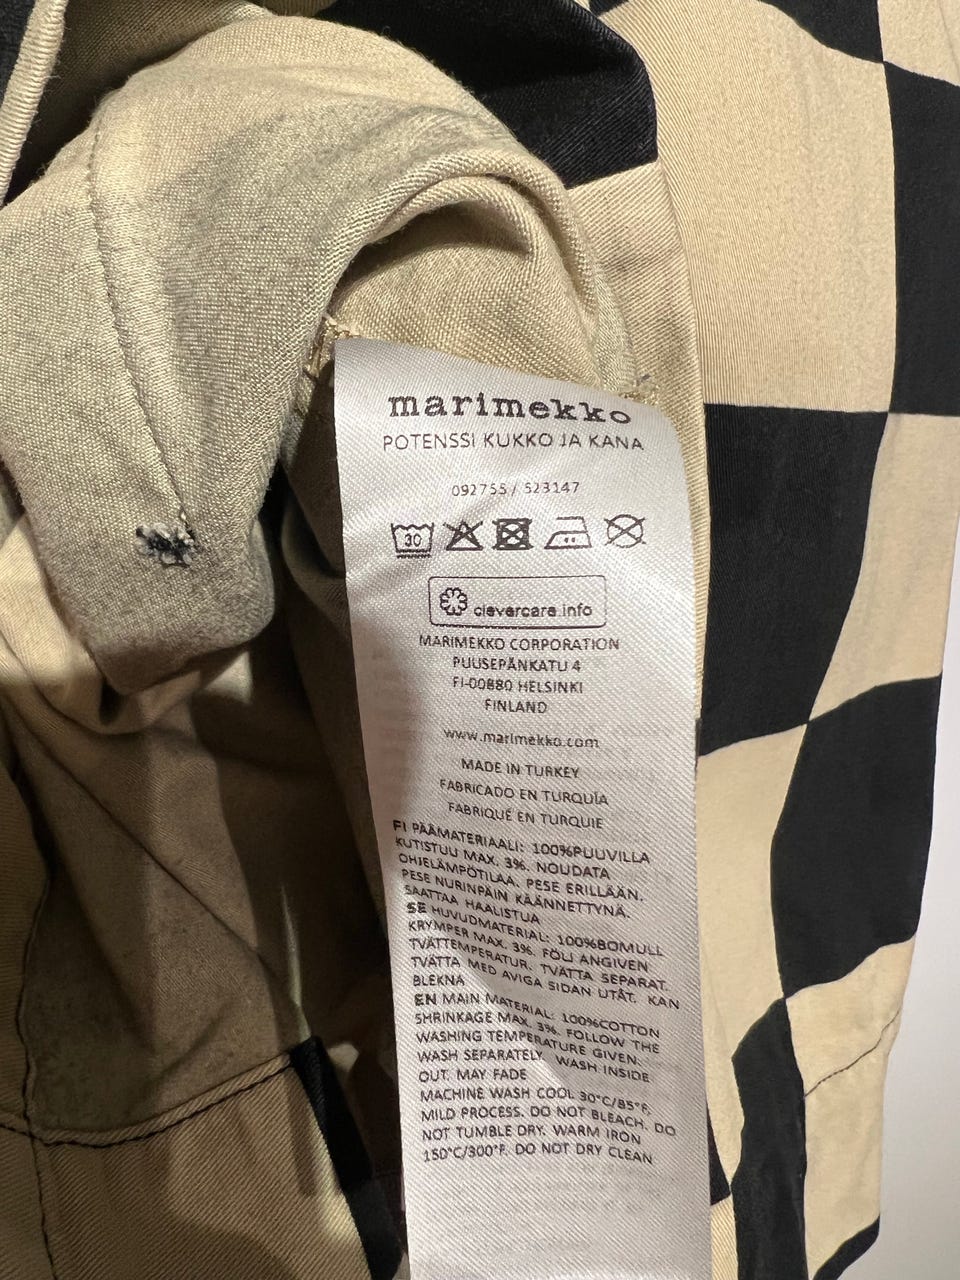 marimekko
POTENSSI KUKKO JA KANA
092755 / 523147
30
clevercare.info
MARIMEKKO CORPORATION
PUUSEPÄNKATU 4
FI-00880 HELSINKI
FINLAND
www.marimekko.com
MADE IN TURKEY
FABRICADO EN TURQUÍA
FABRIQUÉ EN TURQUIE
FI PÄÄMATERIAALI: 100%PUUVILLA
KUTISTUU MAX. 3%. NOUDATA
OHJELÄMPÖTILAA. PESE ERILLÄÄN.
PESE NURINPÄIN KÄÄNNETTYNÄ.
SAATTAA HAALISTUA
SE HUVUDMATERIAL: 100%BOMULL
KRYMPER MAX. 3%. FÖLJ ANGIVEN
TVÄTTEMPERATUR. TVÄTTA SEPARAT.
TVÄTTA MED AVIGA SIDAN UTÅT. KAN
BLEKNA
EN MAIN MATERIAL: 100%COTTON
SHRINKAGE MAX. 3%. FOLLOW THE
WASHING TEMPERATURE GIVEN.
WASH SEPARATELY. WASH INSIDE
OUT. MAY FADE
MACHINE WASH COOL 30°C/85°F,
MILD PROCESS. DO NOT BLEACH. DO
NOT TUMBLE DRY. WARM IRON
150°C/300°F. DO NOT DRY CLEAN